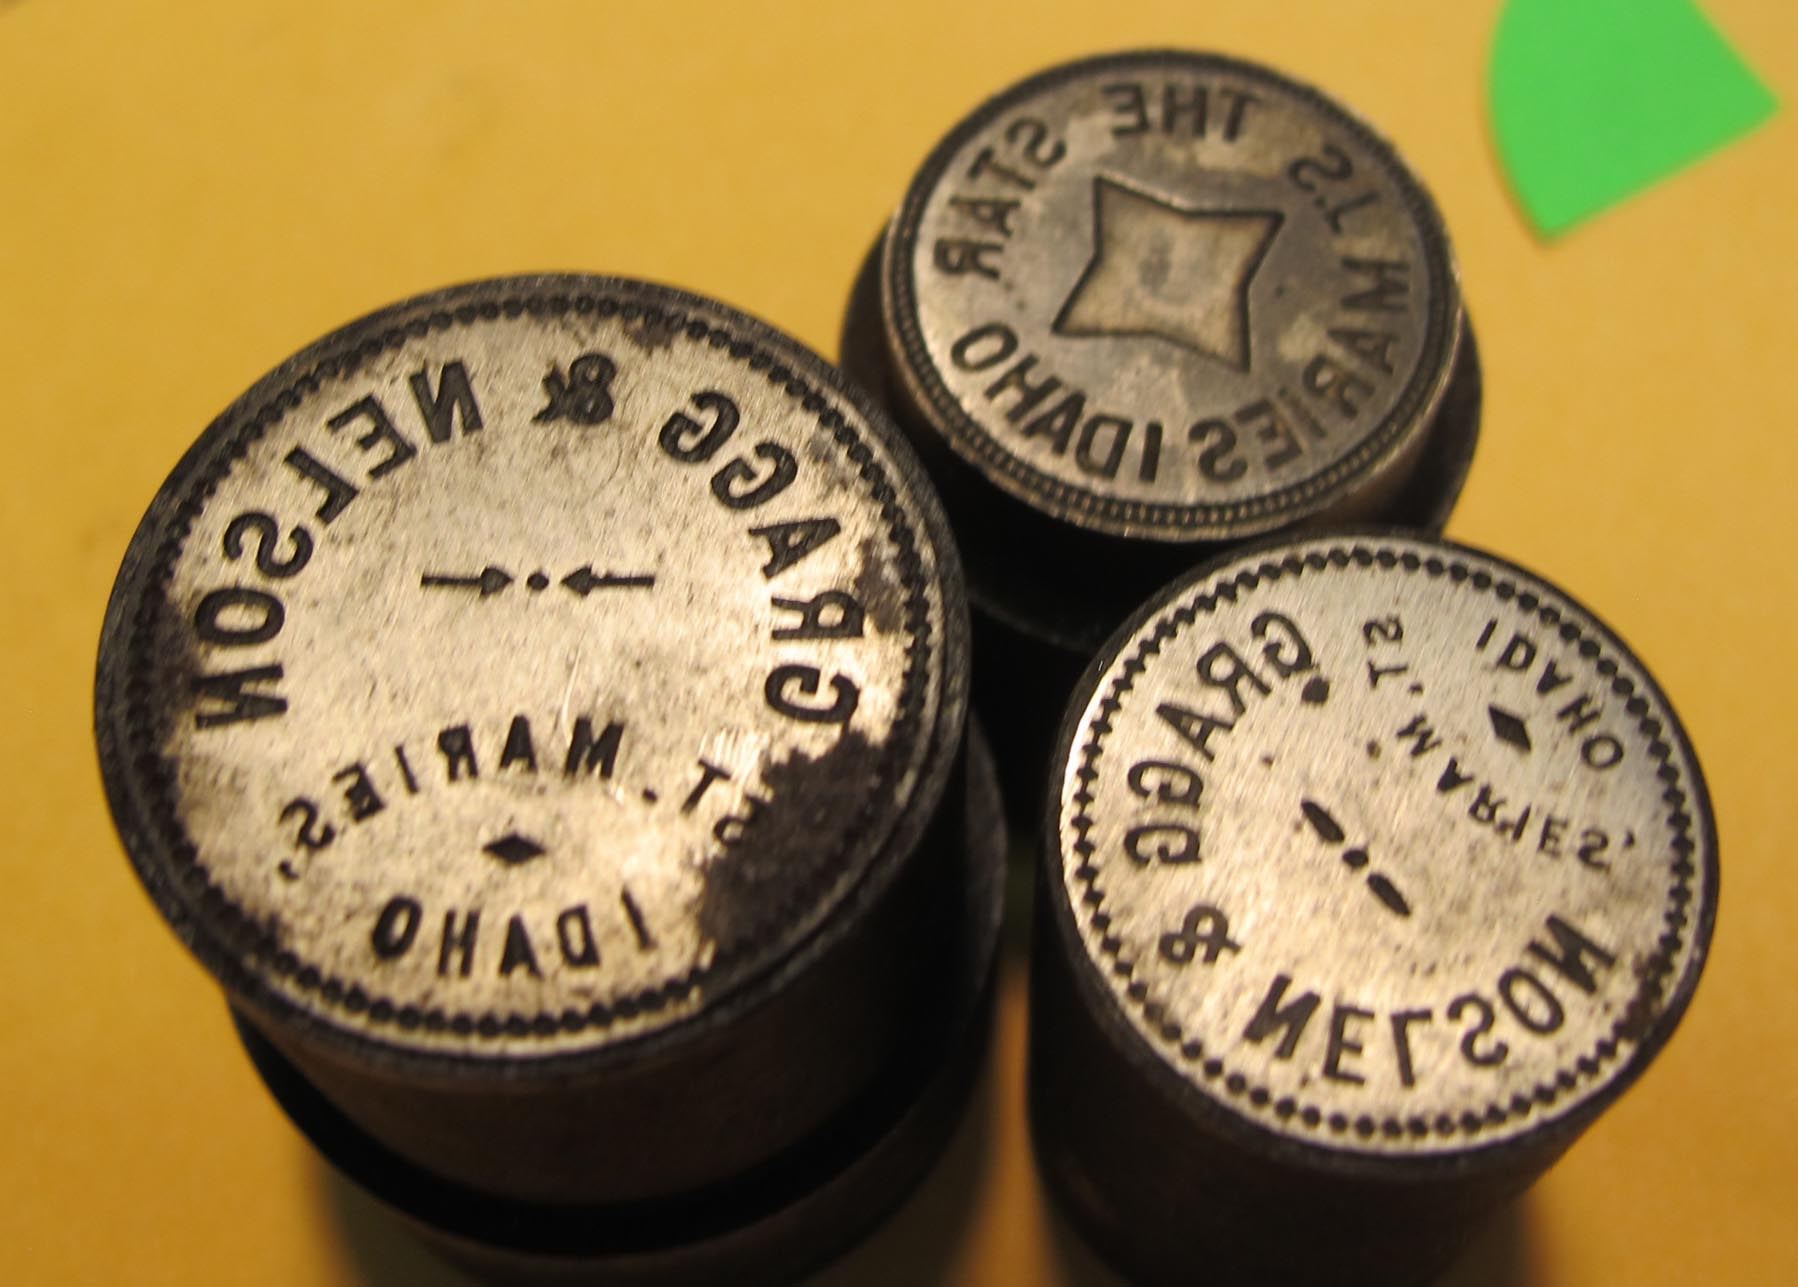 GRAGG & NELSON
ST. MARIES,
IDAHO
THE STAR
ST'S MARIES IDAHO
GRAGG & NELSON
ST. MARIES,
IDAHO